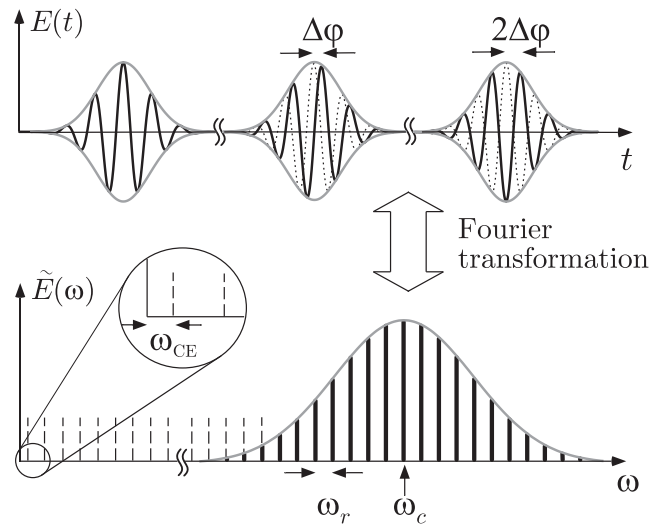 E(t)
Δφ
2Δφ
t
Fourier
transformation
Ẽ(ω)
ω_CE
ω
ω_r
ω_c